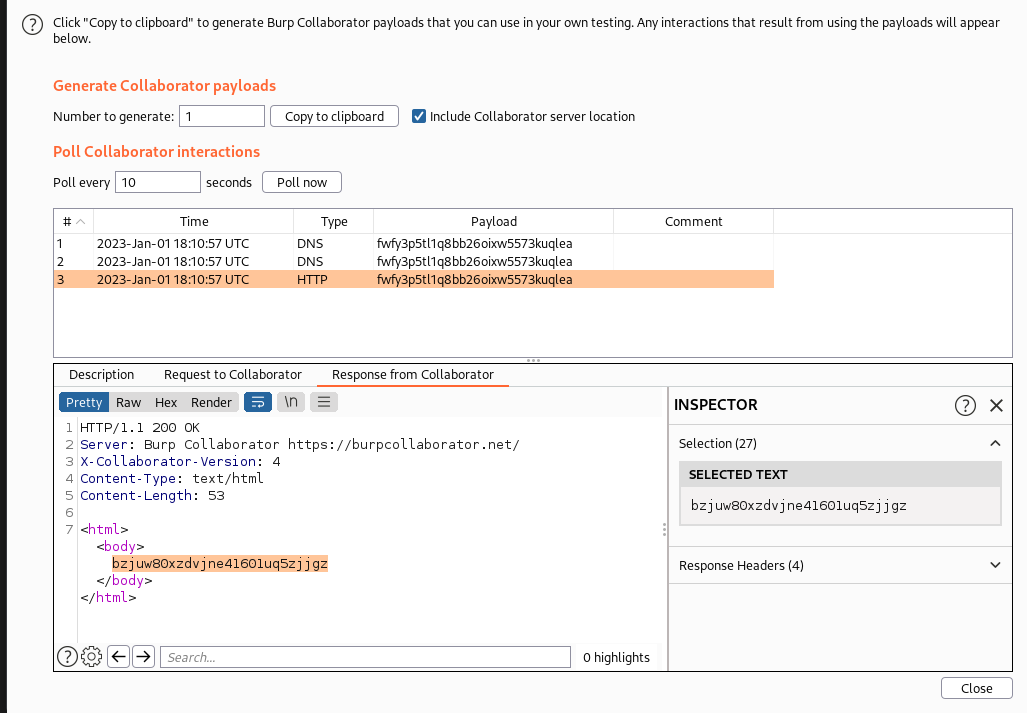 Click "Copy to clipboard" to generate Burp Collaborator payloads that you can use in your own testing. Any interactions that result from using the payloads will appear
below.
Generate Collaborator payloads
Number to generate: 1 Copy to clipboard Include Collaborator server location
Poll Collaborator interactions
Poll every 10 seconds Poll now
# Time Type Payload Comment
1 2023-Jan-01 18:10:57 UTC DNS fwfy3p5tl1q8bb26oixw5573kuqlea
2 2023-Jan-01 18:10:57 UTC DNS fwfy3p5tl1q8bb26oixw5573kuqlea
3 2023-Jan-01 18:10:57 UTC HTTP fwfy3p5tl1q8bb26oixw5573kuqlea
Description Request to Collaborator Response from Collaborator
Pretty Raw Hex Render \n
1 HTTP/1.1 200 OK
2 Server: Burp Collaborator https://burpcollaborator.net/
3 X-Collaborator-Version: 4
4 Content-Type: text/html
5 Content-Length: 53
6
7 <html>
<body>
bzjuw80xzdvjne41601uq5zjjgz
</body>
</html>
? Search... 0 highlights
INSPECTOR ?
Selection (27)
SELECTED TEXT
bzjuw80xzdvjne41601uq5zjjgz
Response Headers (4)
Close